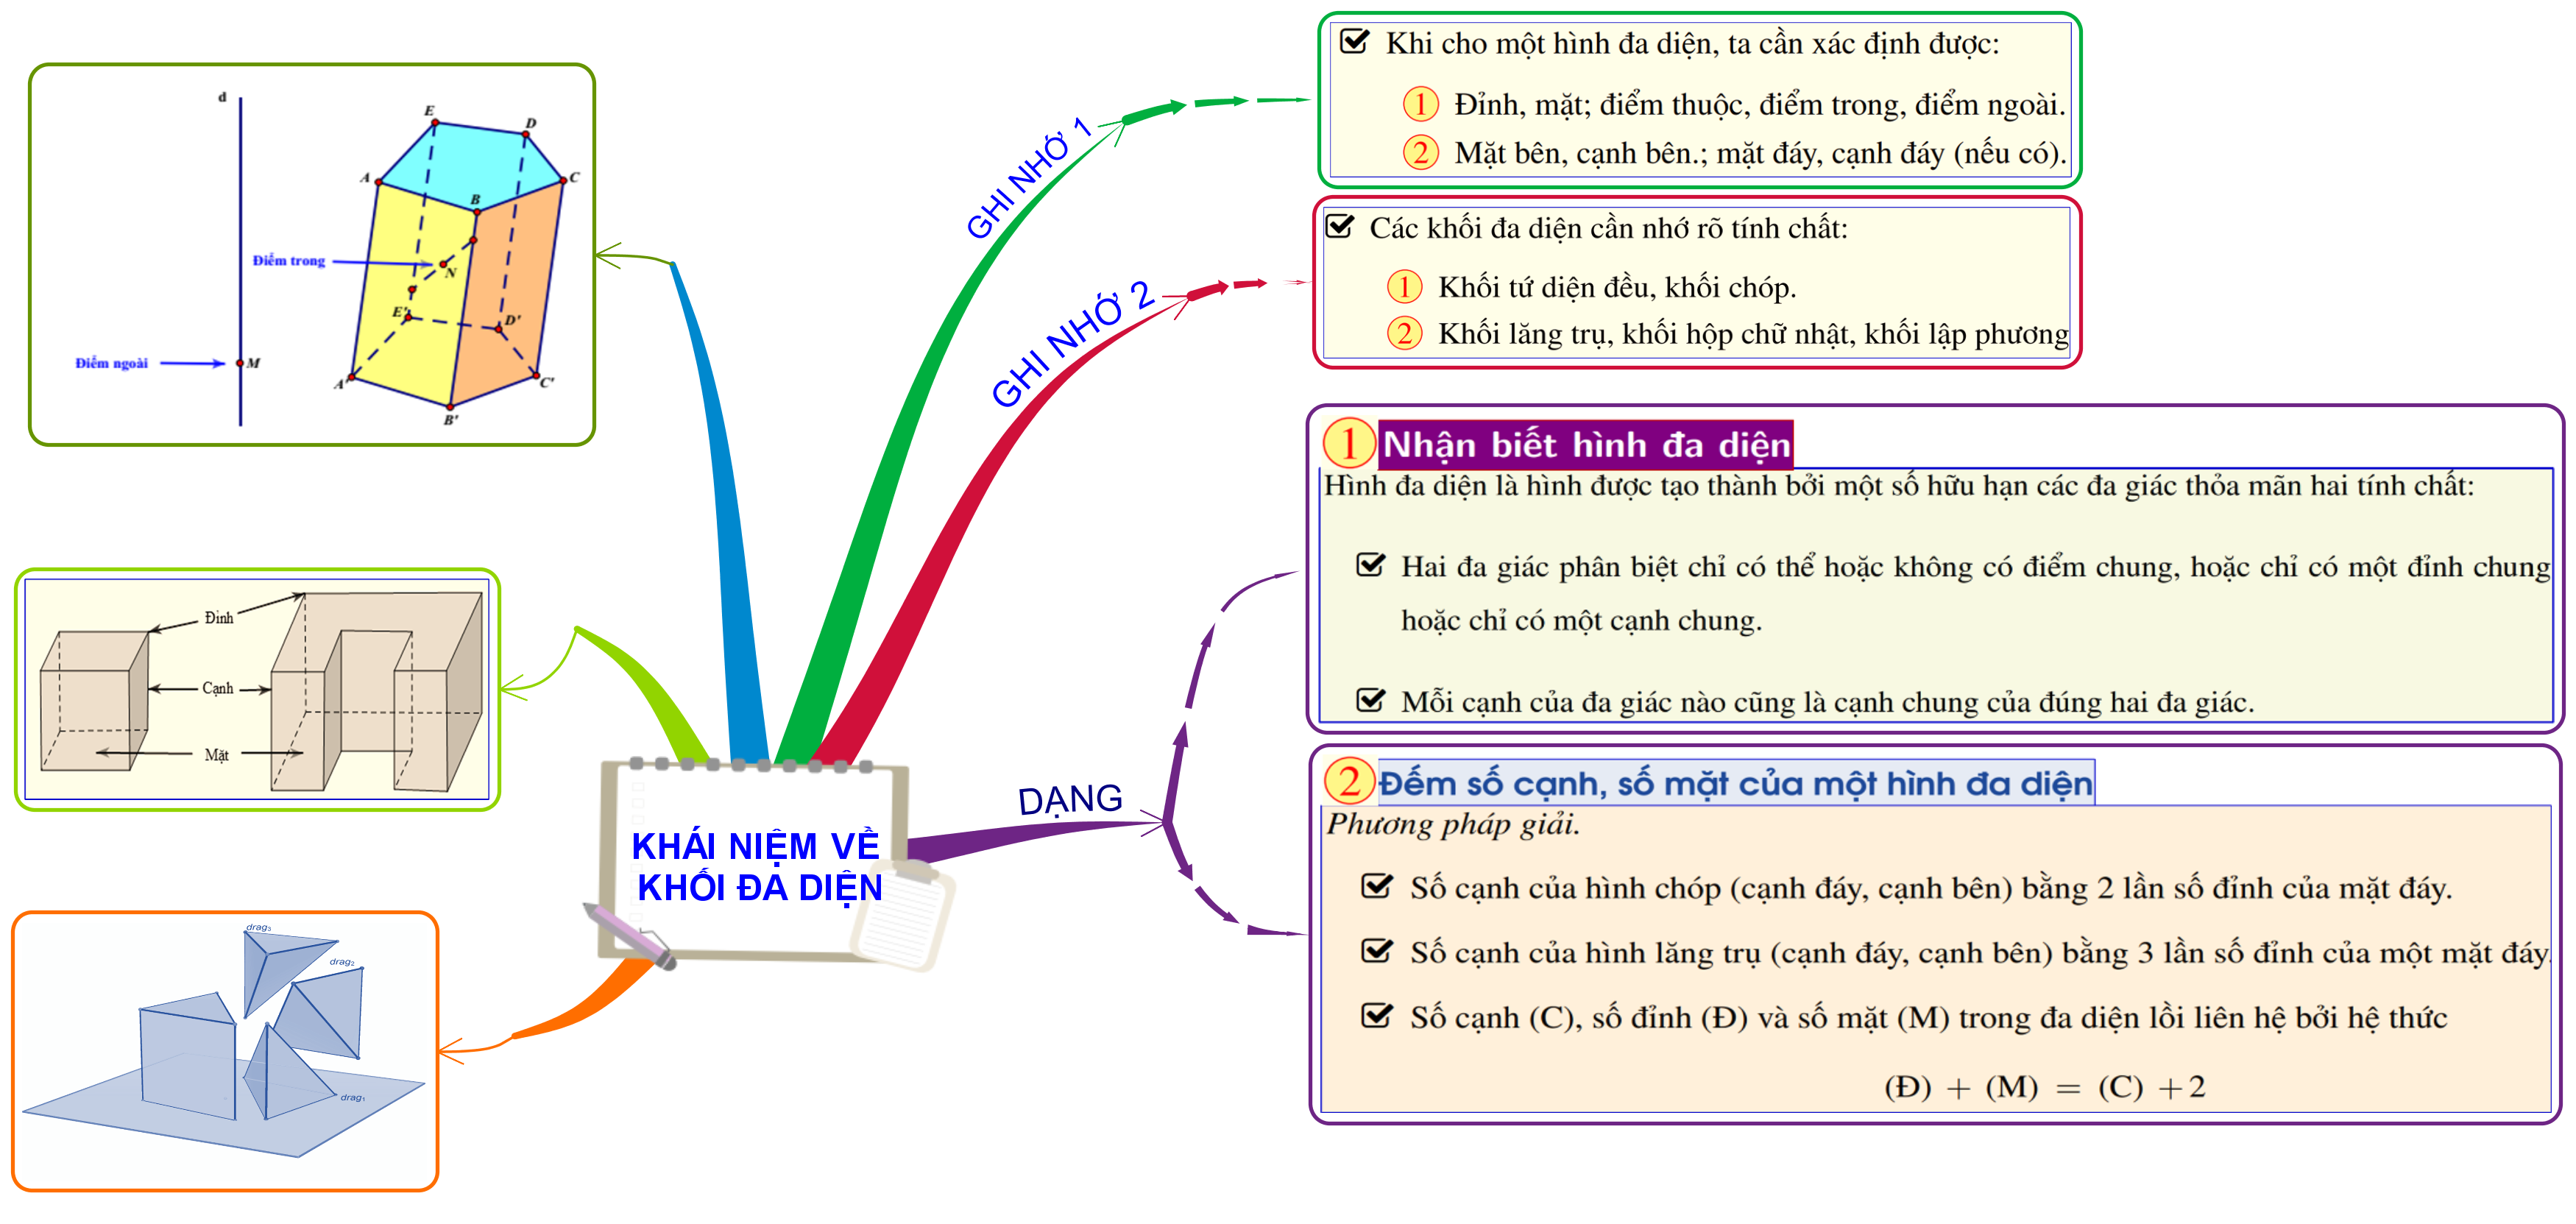 KHÁI NIỆM VỀ
KHỐI ĐA DIỆN
GHI NHỚ 1
Khi cho một hình đa diện, ta cần xác định được:
1 Đỉnh, mặt; điểm thuộc, điểm trong, điểm ngoài.
2 Mặt bên, cạnh bên.; mặt đáy, cạnh đáy (nếu có).
GHI NHỚ 2
Các khối đa diện cần nhớ rõ tính chất:
1 Khối tứ diện đều, khối chóp.
2 Khối lăng trụ, khối hộp chữ nhật, khối lập phương
DẠNG
1 Nhận biết hình đa diện
Hình đa diện là hình được tạo thành bởi một số hữu hạn các đa giác thỏa mãn hai tính chất:
Hai đa giác phân biệt chỉ có thể hoặc không có điểm chung, hoặc chỉ có một đỉnh chung
hoặc chỉ có một cạnh chung.
Mỗi cạnh của đa giác nào cũng là cạnh chung của đúng hai đa giác.
2 Đếm số cạnh, số mặt của một hình đa diện
Phương pháp giải.
Số cạnh của hình chóp (cạnh đáy, cạnh bên) bằng 2 lần số đỉnh của mặt đáy.
Số cạnh của hình lăng trụ (cạnh đáy, cạnh bên) bằng 3 lần số đỉnh của một mặt đáy.
Số cạnh (C), số đỉnh (Đ) và số mặt (M) trong đa diện lồi liên hệ bởi hệ thức
(Đ) + (M) = (C) + 2
d
E
D
A
C
B
Điểm trong
N
E'
D'
Điểm ngoài
M
A'
C'
B'
Đỉnh
Cạnh
Mặt
drag₃
drag₂
drag₁